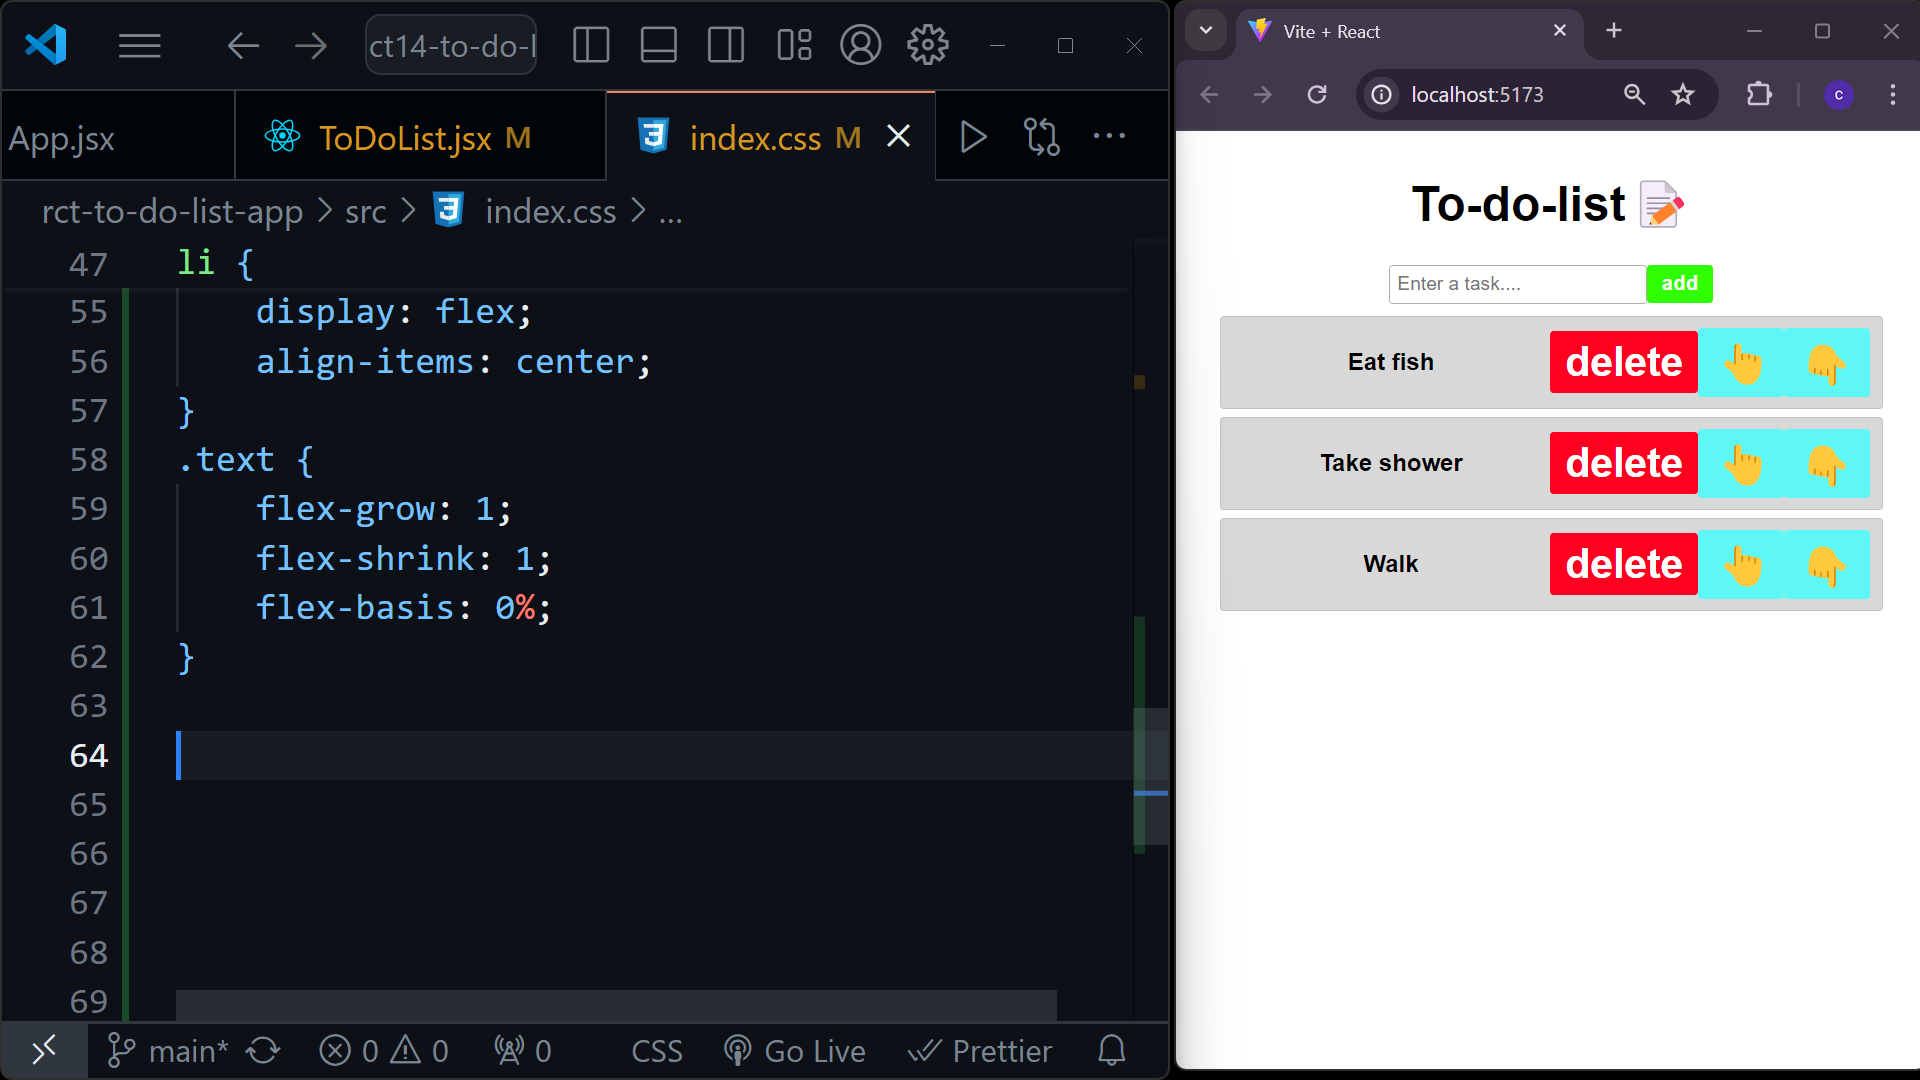 ct14-to-do-l
App.jsx
ToDoList.jsx M
index.css M
rct-to-do-list-app > src > index.css > ...
47 li {
55 display: flex;
56 align-items: center;
57 }
58 .text {
59 flex-grow: 1;
60 flex-shrink: 1;
61 flex-basis: 0%;
62 }
63
64
65
66
67
68
69
main* 0 0 0 CSS Go Live Prettier
Vite + React
localhost:5173
c
To-do-list
Enter a task.... add
Eat fish delete
Take shower delete
Walk delete